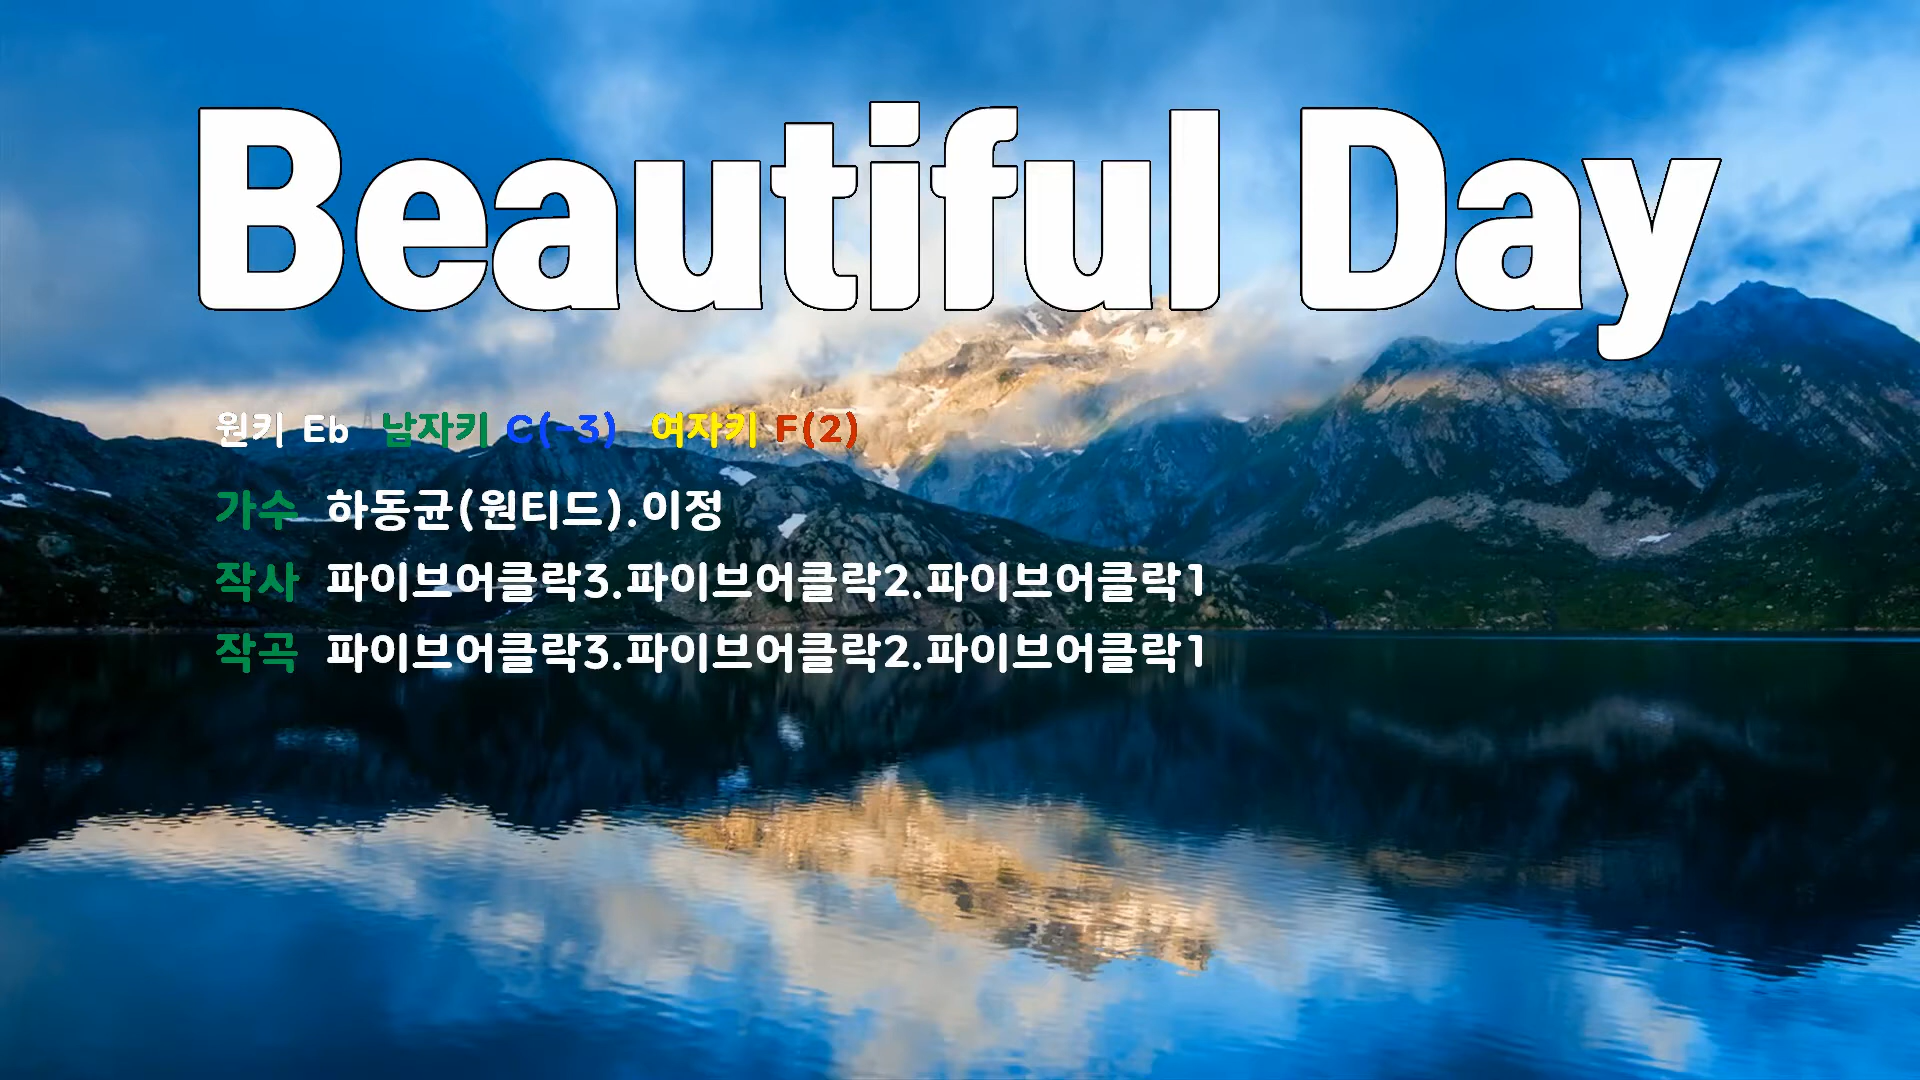 Beautiful Day
원키 Eb 남자키 C(-3) 여자키 F(2)
가수 하동균(원티드).이정
작사 파이브어클락3.파이브어클락2.파이브어클락1
작곡 파이브어클락3.파이브어클락2.파이브어클락1